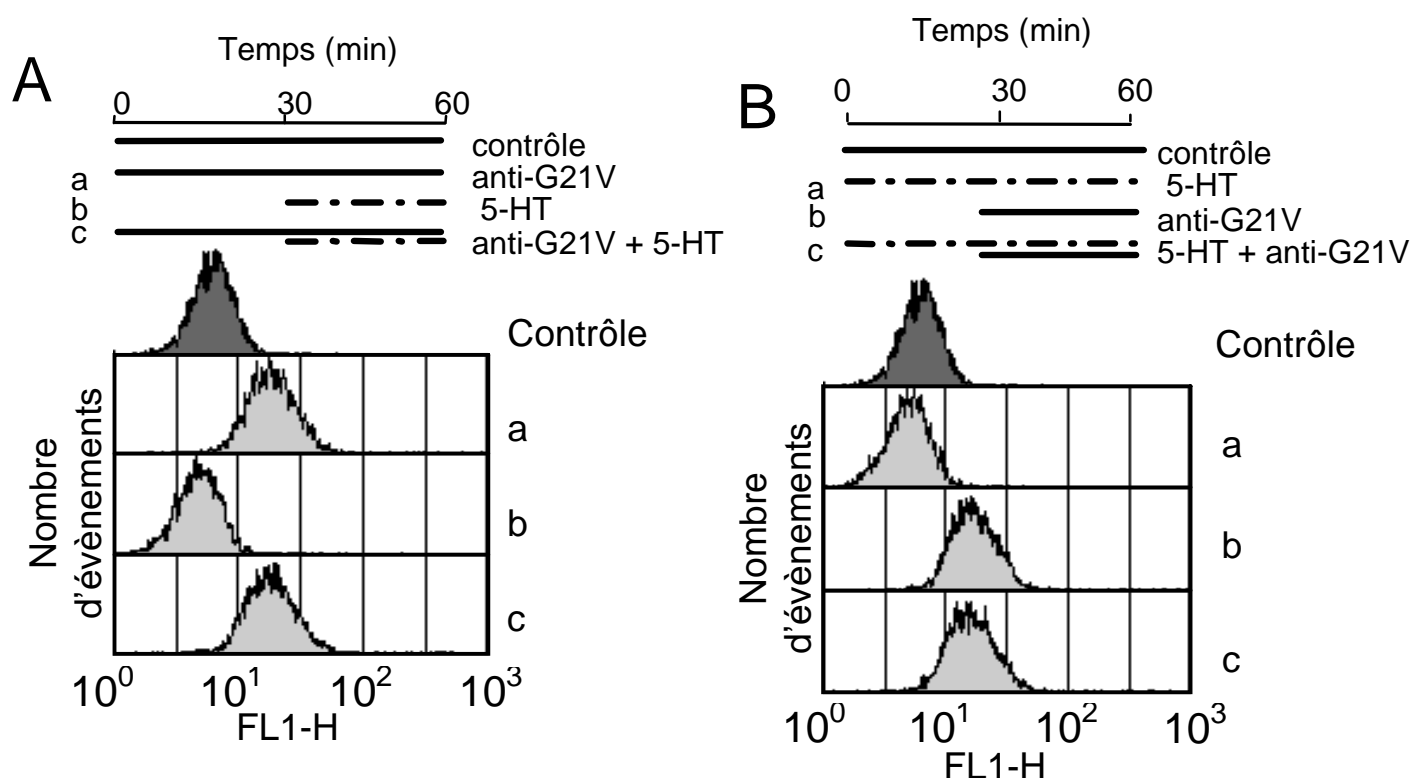 A
Temps (min)
0 30 60
contrôle
a anti-G21V
b 5-HT
c anti-G21V + 5-HT
Contrôle
a
b
c
Nombre
d'évènements
10^0 10^1 10^2 10^3
FL1-H
B
Temps (min)
0 30 60
contrôle
a 5-HT
b anti-G21V
c 5-HT + anti-G21V
Contrôle
a
b
c
Nombre
d'évènements
10^0 10^1 10^2 10^3
FL1-H